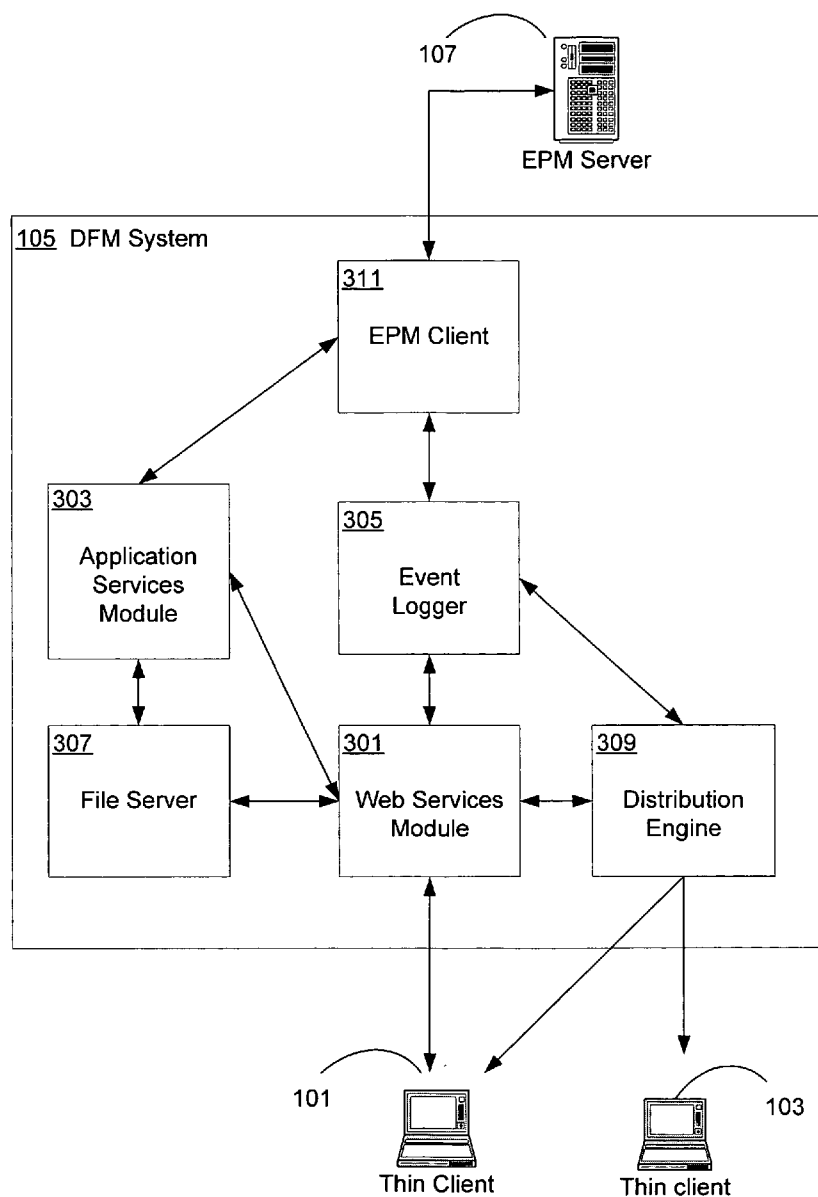 107
EPM Server
105 DFM System
311
EPM Client
303
Application
Services
Module
305
Event
Logger
307
File Server
301
Web Services
Module
309
Distribution
Engine
101
Thin Client
103
Thin client